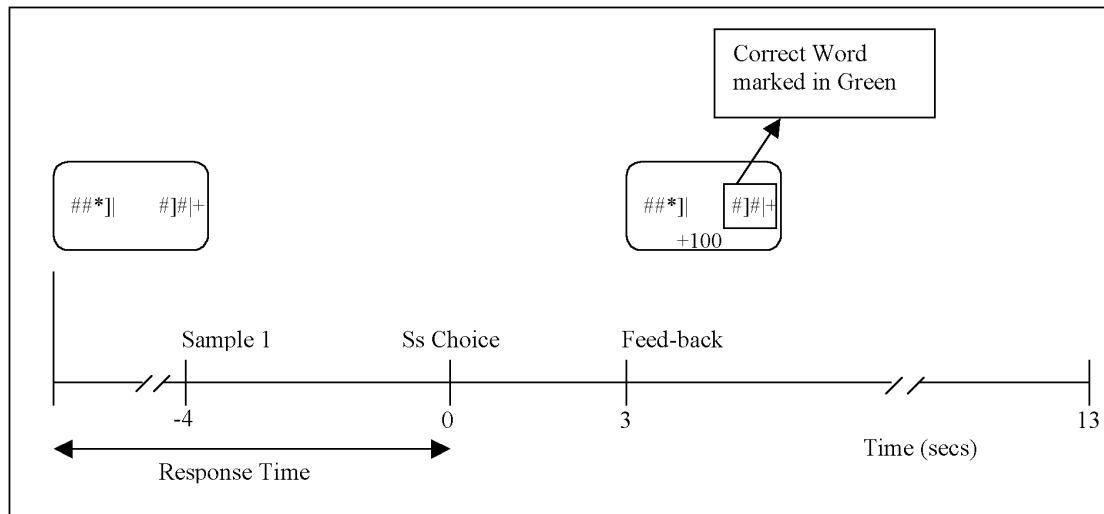 Correct Word
marked in Green
##*]| #]#|+
##*]| #]#|+
+100
Sample 1 Ss Choice Feed-back
-4 0 3 13
Response Time Time (secs)